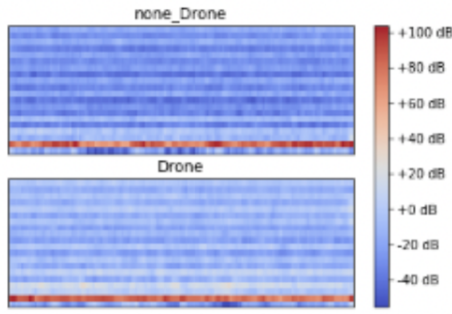 none_Drone
+100 dB
+80 dB
+60 dB
+40 dB
+20 dB
+0 dB
-20 dB
-40 dB
Drone